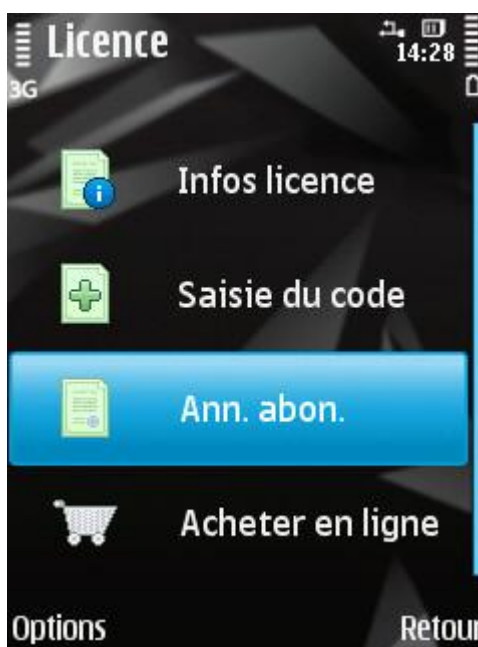 Licence
14:28
3G
Infos licence
Saisie du code
Ann. abon.
Acheter en ligne
Options
Retour